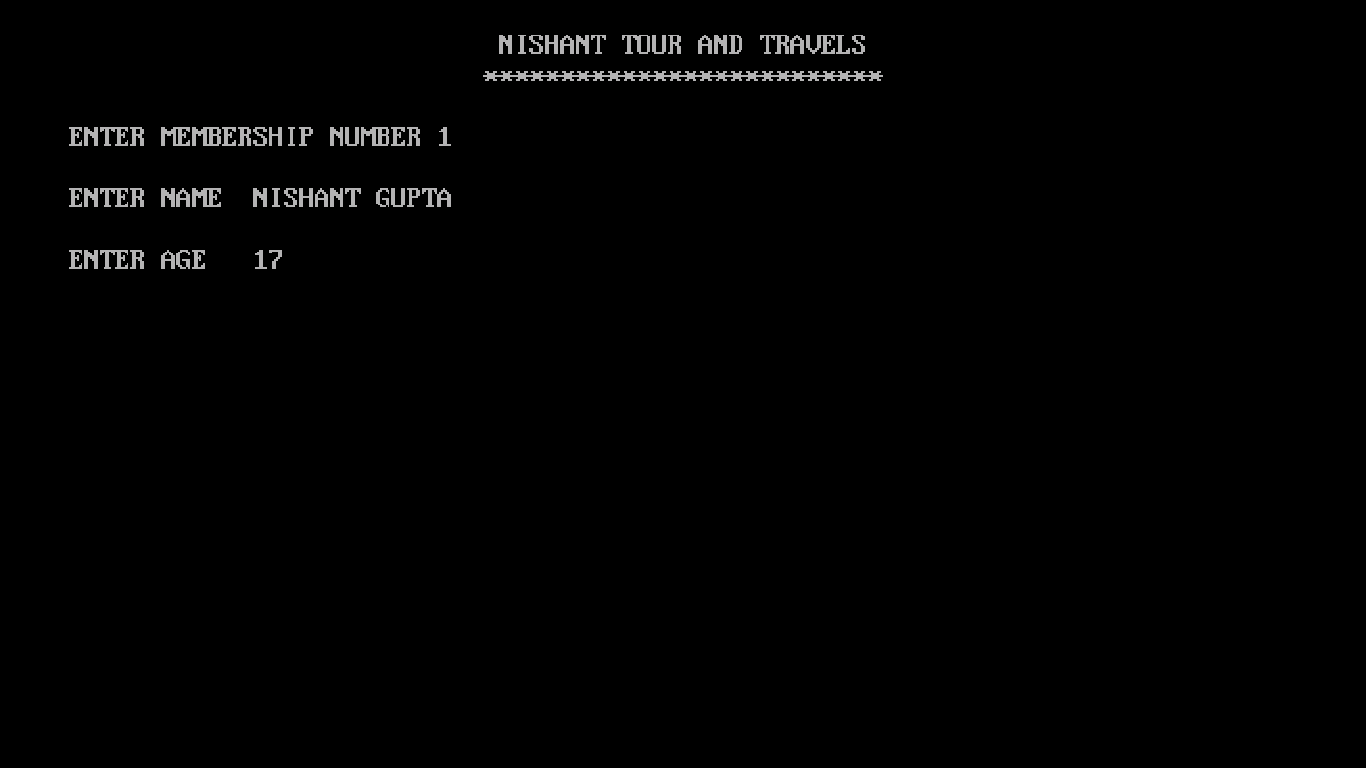 NISHANT TOUR AND TRAVELS
**************************
ENTER MEMBERSHIP NUMBER 1
ENTER NAME  NISHANT GUPTA
ENTER AGE   17